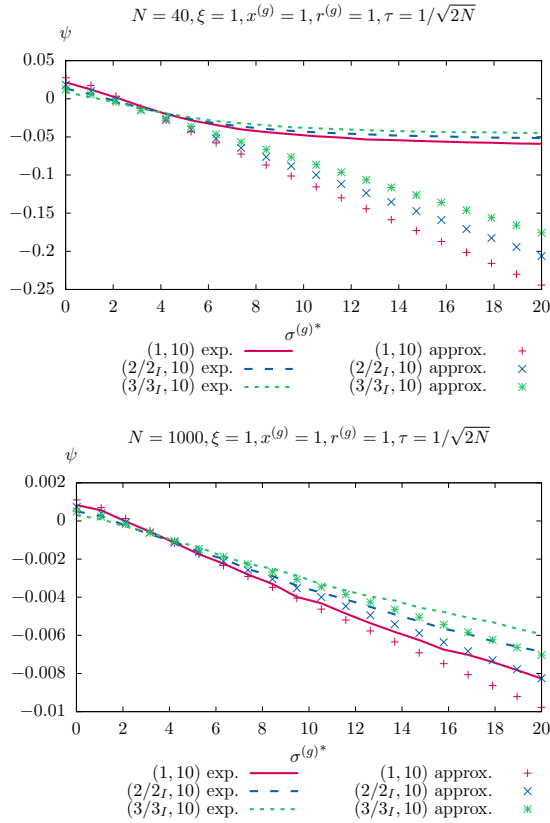 N = 40, ξ = 1, x^(g) = 1, r^(g) = 1, τ = 1/√2N
ψ
0.05
0
−0.05
−0.1
−0.15
−0.2
−0.25
0 2 4 6 8 10 12 14 16 18 20
σ^(g)*
(1, 10) exp. (1, 10) approx.
(2/2_I, 10) exp. (2/2_I, 10) approx.
(3/3_I, 10) exp. (3/3_I, 10) approx.
N = 1000, ξ = 1, x^(g) = 1, r^(g) = 1, τ = 1/√2N
ψ
0.002
0
−0.002
−0.004
−0.006
−0.008
−0.01
0 2 4 6 8 10 12 14 16 18 20
σ^(g)*
(1, 10) exp. (1, 10) approx.
(2/2_I, 10) exp. (2/2_I, 10) approx.
(3/3_I, 10) exp. (3/3_I, 10) approx.